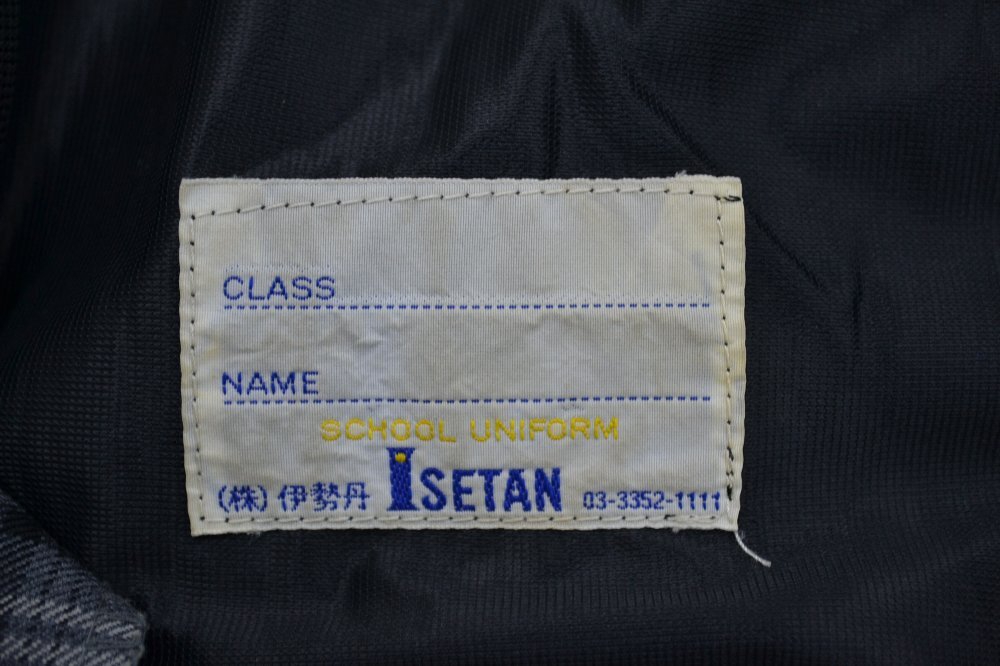 CLASS
NAME
SCHOOL UNIFORM
(株) 伊勢丹 ISETAN 03-3352-1111